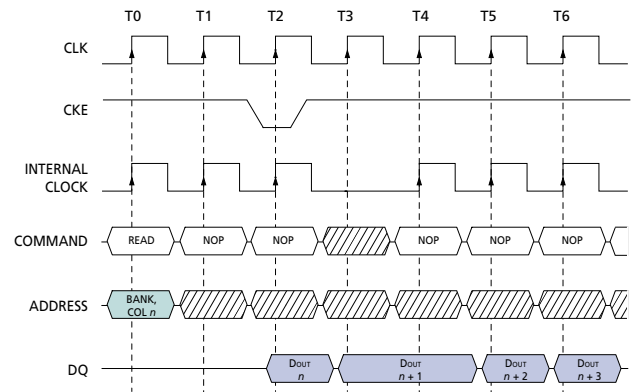 T0 T1 T2 T3 T4 T5 T6
CLK
CKE
INTERNAL
CLOCK
COMMAND READ NOP NOP NOP NOP NOP
ADDRESS BANK,
COL n
DQ DOUT DOUT DOUT DOUT
n n + 1 n + 2 n + 3